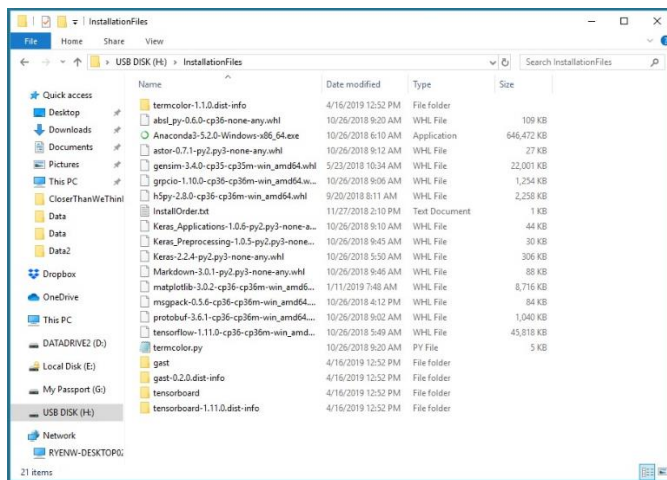 InstallationFiles
File Home Share View
USB DISK (H:) > InstallationFiles
Search InstallationFiles
Name Date modified Type Size
Quick access
Desktop
Downloads
Documents
Pictures
This PC
CloserThanWeThinl
Data
Data
Data2
Dropbox
OneDrive
This PC
DATADRIVE2 (D:)
Local Disk (E:)
My Passport (G:)
USB DISK (H:)
Network
RYENW-DESKTOP02
termcolor-1.1.0.dist-info 4/16/2019 12:52 PM File folder
absl_py-0.6.0-cp36-none-any.whl 10/26/2018 9:20 AM WHL File 109 KB
Anaconda3-5.2.0-Windows-x86_64.exe 10/26/2018 6:10 AM Application 646,472 KB
astor-0.7.1-py2.py3-none-any.whl 10/26/2018 9:12 AM WHL File 27 KB
gensim-3.4.0-cp35-cp35m-win_amd64.whl 5/23/2018 10:34 AM WHL File 22,001 KB
grpcio-1.10.0-cp36-cp36m-win_amd64.w... 10/26/2018 9:06 AM WHL File 1,254 KB
h5py-2.8.0-cp36-cp36m-win_amd64.whl 9/20/2018 8:11 AM WHL File 2,258 KB
InstallOrder.txt 11/27/2018 2:10 PM Text Document 1 KB
Keras_Applications-1.0.6-py2.py3-none-a... 10/26/2018 9:10 AM WHL File 44 KB
Keras_Preprocessing-1.0.5-py2.py3-none... 10/26/2018 9:45 AM WHL File 30 KB
Keras-2.2.4-py2.py3-none-any.whl 10/26/2018 5:50 AM WHL File 306 KB
Markdown-3.0.1-py2.py3-none-any.whl 10/26/2018 9:46 AM WHL File 88 KB
matplotlib-3.0.2-cp36-cp36m-win_amd6... 1/11/2019 7:48 AM WHL File 8,716 KB
msgpack-0.5.6-cp36-cp36m-win_amd64.... 10/26/2018 4:12 PM WHL File 84 KB
protobuf-3.6.1-cp36-cp36m-win_amd64.... 10/26/2018 9:02 AM WHL File 1,040 KB
tensorflow-1.11.0-cp36-cp36m-win_amd... 10/26/2018 5:49 AM WHL File 45,818 KB
termcolor.py 10/26/2018 9:20 AM PY File 5 KB
gast 4/16/2019 12:52 PM File folder
gast-0.2.0.dist-info 4/16/2019 12:52 PM File folder
tensorboard 4/16/2019 12:52 PM File folder
tensorboard-1.11.0.dist-info 4/16/2019 12:52 PM File folder
21 items